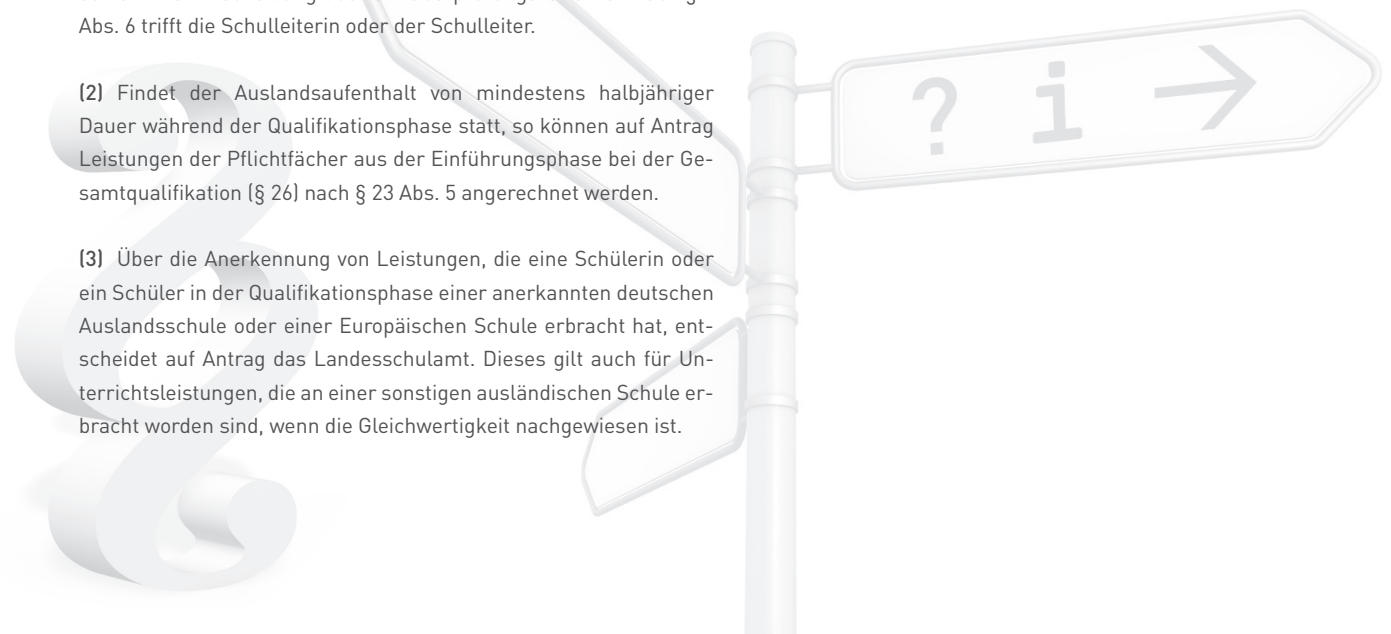 Abs. 6 trifft die Schulleiterin oder der Schulleiter.
(2) Findet der Auslandsaufenthalt von mindestens halbjähriger
Dauer während der Qualifikationsphase statt, so können auf Antrag
Leistungen der Pflichtfächer aus der Einführungsphase bei der Ge-
samtqualifikation (§ 26) nach § 23 Abs. 5 angerechnet werden.
(3) Über die Anerkennung von Leistungen, die eine Schülerin oder
ein Schüler in der Qualifikationsphase einer anerkannten deutschen
Auslandsschule oder einer Europäischen Schule erbracht hat, ent-
scheidet auf Antrag das Landesschulamt. Dieses gilt auch für Un-
terrichtsleistungen, die an einer sonstigen ausländischen Schule er-
bracht worden sind, wenn die Gleichwertigkeit nachgewiesen ist.
§
? i →